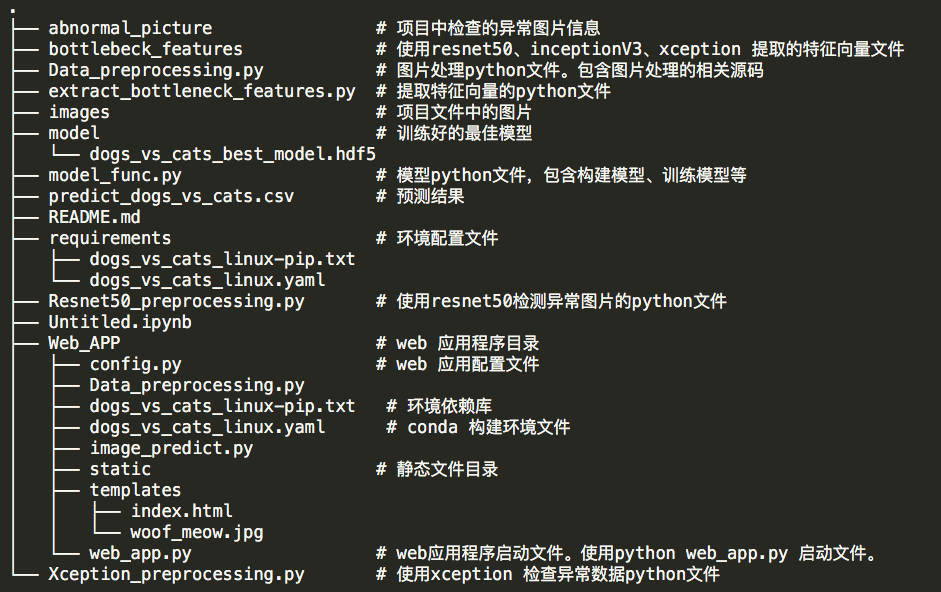 .
├── abnormal_picture                # 项目中检查的异常图片信息
├── bottlebeck_features             # 使用resnet50、inceptionV3、xception 提取的特征向量文件
├── Data_preprocessing.py           # 图片处理python文件。包含图片处理的相关源码
├── extract_bottleneck_features.py  # 提取特征向量的python文件
├── images                          # 项目文件中的图片
├── model                           # 训练好的最佳模型
│   └── dogs_vs_cats_best_model.hdf5
├── model_func.py                   # 模型python文件，包含构建模型、训练模型等
├── predict_dogs_vs_cats.csv        # 预测结果
├── README.md
├── requirements                    # 环境配置文件
│   ├── dogs_vs_cats_linux-pip.txt
│   └── dogs_vs_cats_linux.yaml
├── Resnet50_preprocessing.py       # 使用resnet50检测异常图片的python文件
├── Untitled.ipynb
├── Web_APP                         # web 应用程序目录
│   ├── config.py                   # web 应用配置文件
│   ├── Data_preprocessing.py
│   ├── dogs_vs_cats_linux-pip.txt   # 环境依赖库
│   ├── dogs_vs_cats_linux.yaml      # conda 构建环境文件
│   ├── image_predict.py
│   ├── static                      # 静态文件目录
│   ├── templates
│   │   ├── index.html
│   │   └── woof_meow.jpg
│   └── web_app.py                  # web应用程序启动文件。使用python web_app.py 启动文件。
└── Xception_preprocessing.py       # 使用xception 检查异常数据python文件